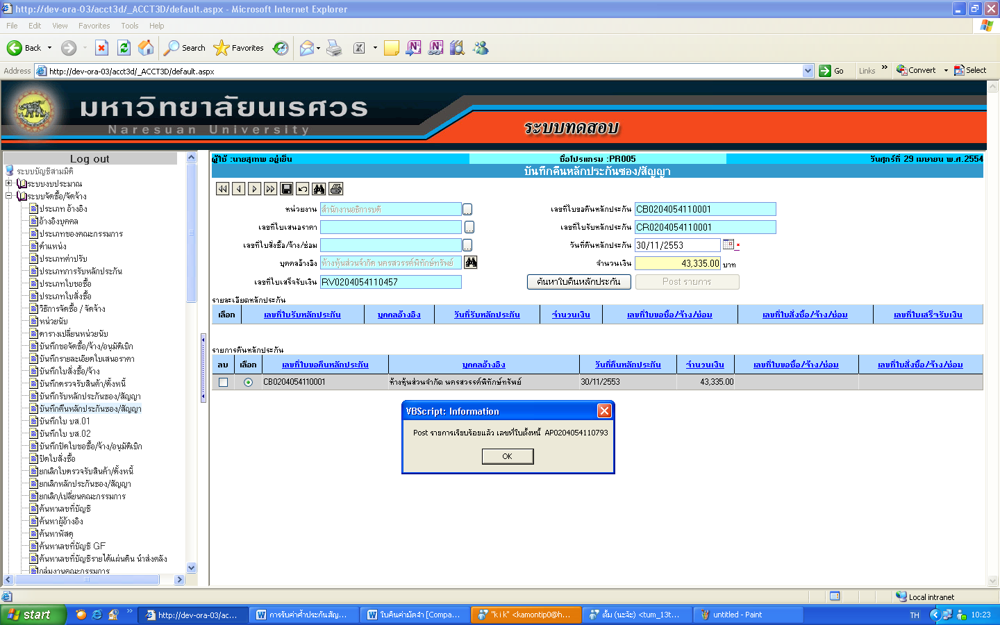 http://dev-ora-03/acct3d/_ACCT3D/default.aspx - Microsoft Internet Explorer
File Edit View Favorites Tools Help
Back Search Favorites
Address http://dev-ora-03/acct3d/_ACCT3D/default.aspx Go Links » Convert Select
มหาวิทยาลัยนเรศวร
Naresuan University
ระบบทดสอบ
Log out
ระบบบัญชีสามมิติ
ระบบงบประมาณ
ระบบจัดซื้อ/จัดจ้าง
ประเภท อ้างอิง
อ้างอิงบุคคล
ประเภทของคณะกรรมการ
ตำแหน่ง
ประเภทค่าปรับ
ประเภทการรับหลักประกัน
ประเภทใบขอซื้อ
ประเภทใบสั่งซื้อ
วิธีการจัดซื้อ / จัดจ้าง
หน่วยนับ
ตารางเปลี่ยนหน่วยนับ
บันทึกขอจัดซื้อ/จ้าง/อนุมัติเบิก
บันทึกรายละเอียดใบเสนอราคา
บันทึกใบสั่งซื้อ/จ้าง
บันทึกตรวจรับสินค้า/ตั้งหนี้
บันทึกรับหลักประกันซอง/สัญญา
บันทึกคืนหลักประกันซอง/สัญญา
บันทึกใบ บส.01
บันทึกใบ บส.02
บันทึกปิดใบขอซื้อ/จ้าง/อนุมัติเบิก
ปิดใบสั่งซื้อ
ยกเลิกใบตรวจรับสินค้า/ตั้งหนี้
ยกเลิกหลักประกันซอง/สัญญา
ยกเลิก/เปลี่ยนคณะกรรมการ
ค้นหาเลขที่บัญชี
ค้นหาผู้อ้างอิง
ค้นหาพัสดุ
ค้นหาเลขที่บัญชี GF
ค้นหาเลขที่บัญชีรายได้แผ่นดิน นำส่งคลัง
กลุ่มงานคณะกรรมการ
ผู้ใช้ :นายสุเทพ อยู่เย็น ชื่อโปรแกรม :PR005 วันศุกร์ที่ 29 เมษายน พ.ศ.2554
บันทึกคืนหลักประกันซอง/สัญญา
หน่วยงาน สำนักงานอธิการบดี ... เลขที่ใบขอคืนหลักประกัน CB0204054110001
เลขที่ใบเสนอราคา ... เลขที่ใบรับหลักประกัน CR0204054110001
เลขที่ใบสั่งซื้อ/จ้าง/ซ่อม ... วันที่คืนหลักประกัน 30/11/2553 *
บุคคลอ้างอิง ห้างหุ้นส่วนจำกัด นครสวรรค์พิทักษ์ทรัพย์ จำนวนเงิน 43,335.00 บาท
เลขที่ใบเสร็จรับเงิน RV0204054110457 ค้นหาใบคืนหลักประกัน Post รายการ
รายละเอียดหลักประกัน
เลือก เลขที่ใบรับหลักประกัน บุคคลอ้างอิง วันที่รับหลักประกัน จำนวนเงิน เลขที่ใบขอซื้อ/จ้าง/ซ่อม เลขที่ใบสั่งซื้อ/จ้าง/ซ่อม เลขที่ใบเสร็จรับเงิน
รายการคืนหลักประกัน
ลบ เลือก เลขที่ใบขอคืนหลักประกัน บุคคลอ้างอิง วันที่คืนหลักประกัน จำนวนเงิน เลขที่ใบขอซื้อ/จ้าง/ซ่อม เลขที่ใบสั่งซื้อ/จ้าง/ซ่อม
CB0204054110001 ห้างหุ้นส่วนจำกัด นครสวรรค์พิทักษ์ทรัพย์ 30/11/2553 43,335.00
VBScript: Information
Post รายการเรียบร้อยแล้ว เลขที่ใบตั้งหนี้ AP0204054110793
OK
Local intranet
start » http://dev-ora-03/ac... การรับค่าค้ำประกันสัญ... ใบคืนค่ามัดจำ [Compa... "k i k" <kamontip0@h... ตั้ม (นะจ๊ะ) <tum_13t... untitled - Paint TH 10:23